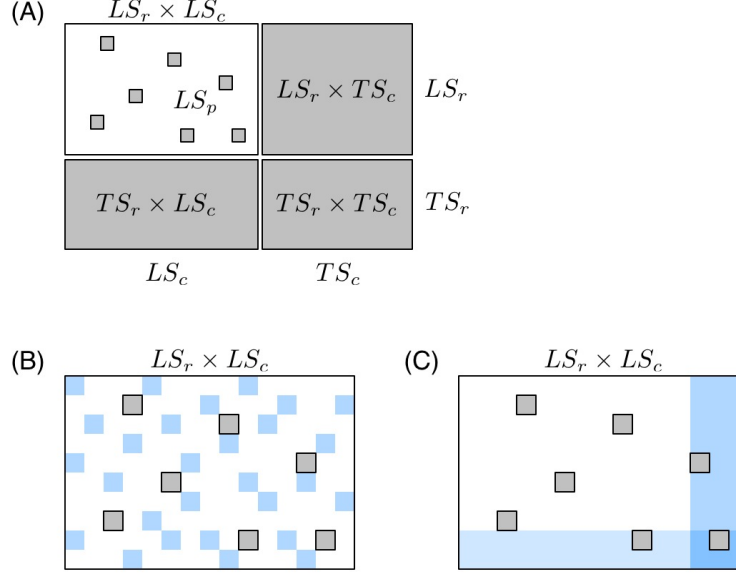 (A)
LS_r × LS_c
LS_p
LS_r × TS_c
LS_r
TS_r × LS_c
TS_r × TS_c
TS_r
LS_c
TS_c
(B)
LS_r × LS_c
(C)
LS_r × LS_c